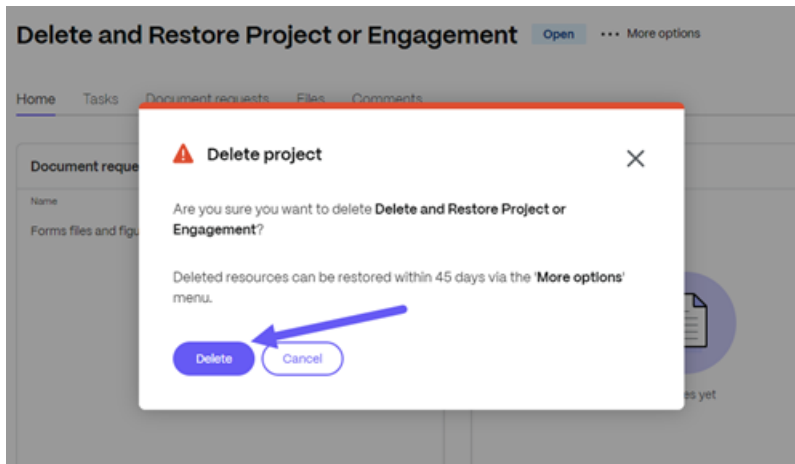 Delete and Restore Project or Engagement Open ••• More options
Home Tasks Document requests Files Comments
Delete project
Document reque
Name
Forms files and figu
Are you sure you want to delete Delete and Restore Project or
Engagement?
Deleted resources can be restored within 45 days via the 'More options'
menu.
Delete Cancel
es yet